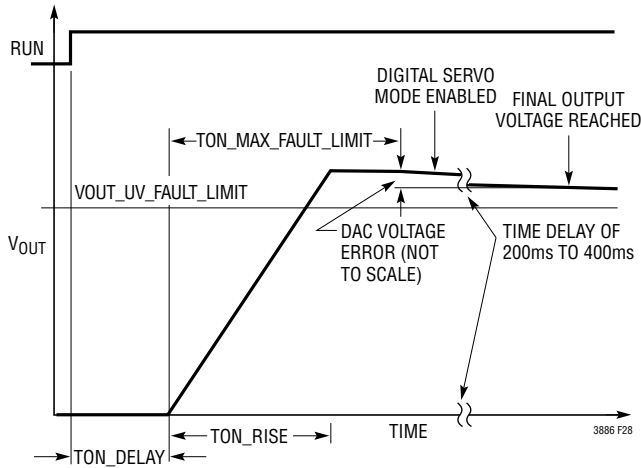 RUN
DIGITAL SERVO
MODE ENABLED
FINAL OUTPUT
VOLTAGE REACHED
TON_MAX_FAULT_LIMIT
VOUT_UV_FAULT_LIMIT
VOUT
DAC VOLTAGE
ERROR (NOT
TO SCALE)
TIME DELAY OF
200ms TO 400ms
TON_RISE
TIME
3886 F28
TON_DELAY